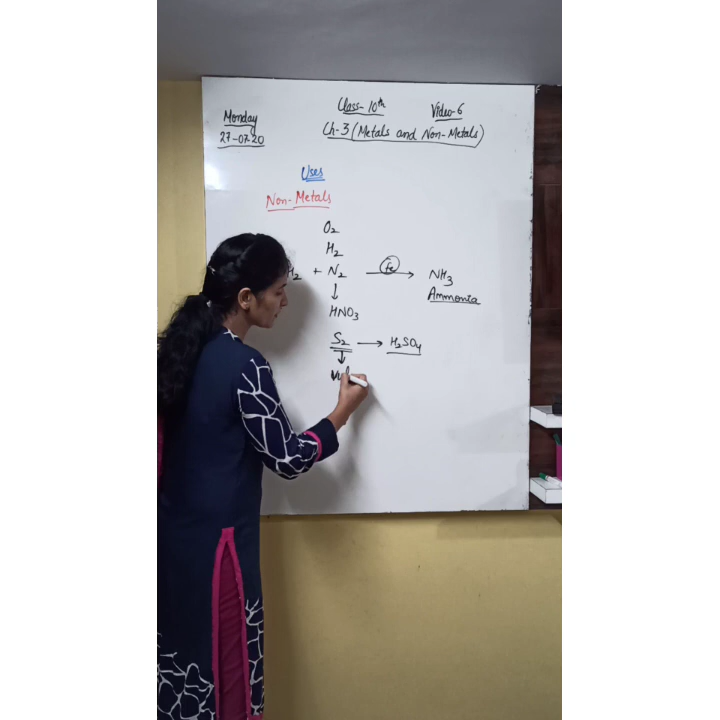 Class-10th Video-6
Monday
27-07-20
Ch-3 (Metals and Non-Metals)
Uses
Non-Metals
O2
H2
H2 + N2 → Fe NH3
Ammonia
↓
HNO3
S2 → H2SO4
↓